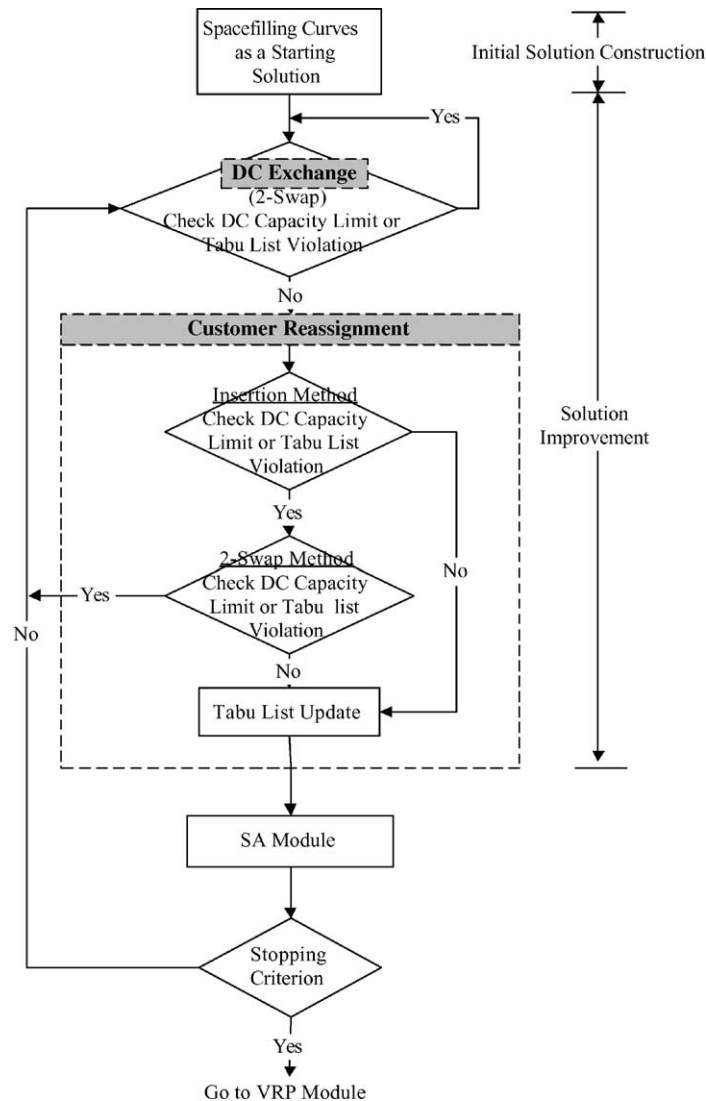 Spacefilling Curves
as a Starting
Solution
Initial Solution Construction
Yes
DC Exchange
(2-Swap)
Check DC Capacity Limit or
Tabu List Violation
No
Customer Reassignment
Insertion Method
Check DC Capacity
Limit or Tabu List
Violation
Solution
Improvement
Yes
2-Swap Method
Check DC Capacity
Limit or Tabu list
Violation
No
Yes
No
No
Tabu List Update
SA Module
Stopping
Criterion
Yes
Go to VRP Module